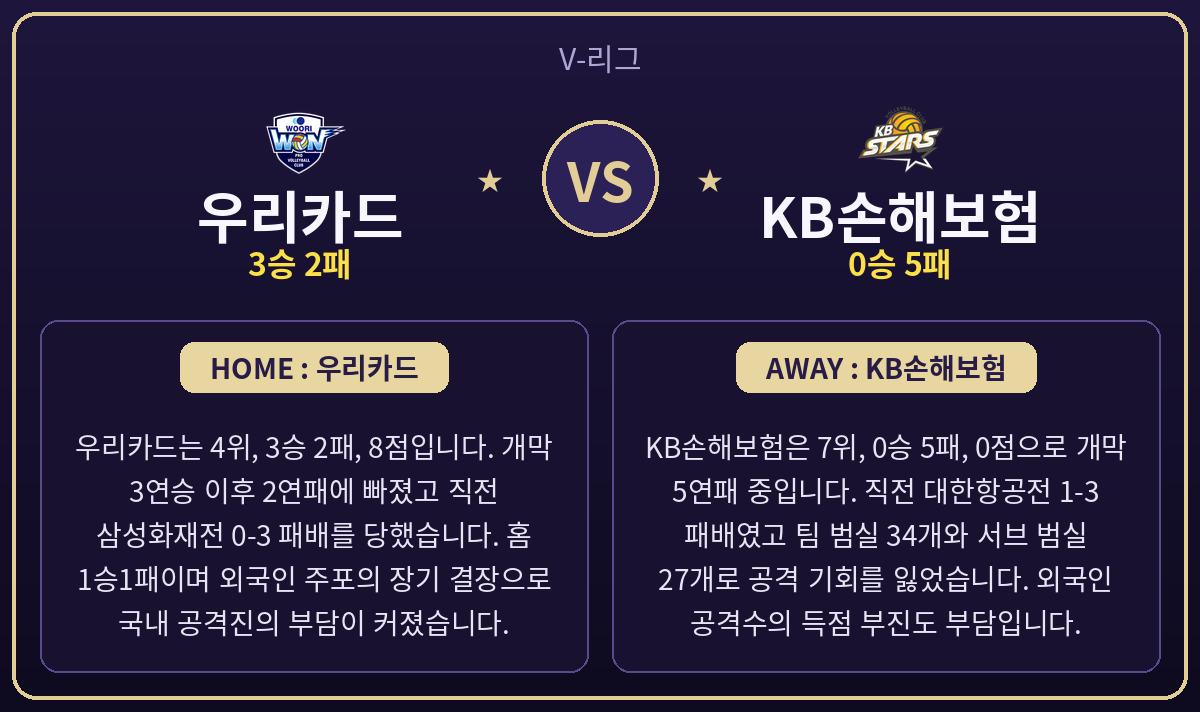 V-리그
WOORI
WON
PRO
VOLLEYBALL
CLUB
KB
STARS
VS
★
★
우리카드
3승 2패
KB손해보험
0승 5패
HOME : 우리카드
우리카드는 4위, 3승 2패, 8점입니다. 개막
3연승 이후 2연패에 빠졌고 직전
삼성화재전 0-3 패배를 당했습니다. 홈
1승1패이며 외국인 주포의 장기 결장으로
국내 공격진의 부담이 커졌습니다.
AWAY : KB손해보험
KB손해보험은 7위, 0승 5패, 0점으로 개막
5연패 중입니다. 직전 대한항공전 1-3
패배였고 팀 범실 34개와 서브 범실
27개로 공격 기회를 잃었습니다. 외국인
공격수의 득점 부진도 부담입니다.